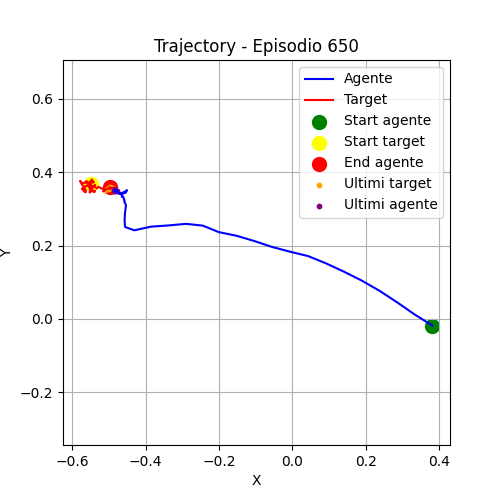 Trajectory - Episodio 650
Agente
Target
Start agente
Start target
End agente
Ultimi target
Ultimi agente
0.6
0.4
0.2
0.0
−0.2
Y
−0.6
−0.4
−0.2
0.0
0.2
0.4
X